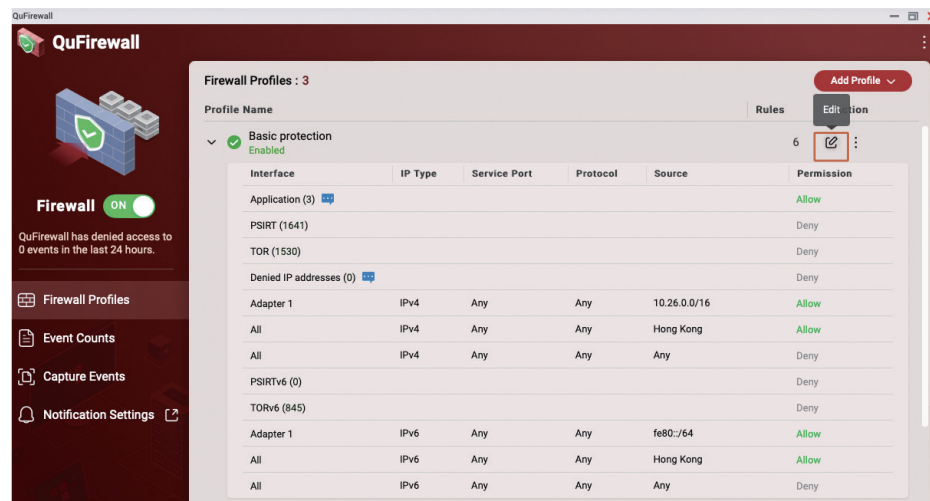 QuFirewall
QuFirewall
Firewall ON
QuFirewall has denied access to
0 events in the last 24 hours.
Firewall Profiles
Event Counts
Capture Events
Notification Settings
Firewall Profiles : 3
Add Profile
Profile Name Rules tion
Edit
Basic protection 6
Enabled
Interface IP Type Service Port Protocol Source Permission
Application (3) Allow
PSIRT (1641) Deny
TOR (1530) Deny
Denied IP addresses (0) Deny
Adapter 1 IPv4 Any Any 10.26.0.0/16 Allow
All IPv4 Any Any Hong Kong Allow
All IPv4 Any Any Any Deny
PSIRTv6 (0) Deny
TORv6 (845) Deny
Adapter 1 IPv6 Any Any fe80::/64 Allow
All IPv6 Any Any Hong Kong Allow
All IPv6 Any Any Any Deny